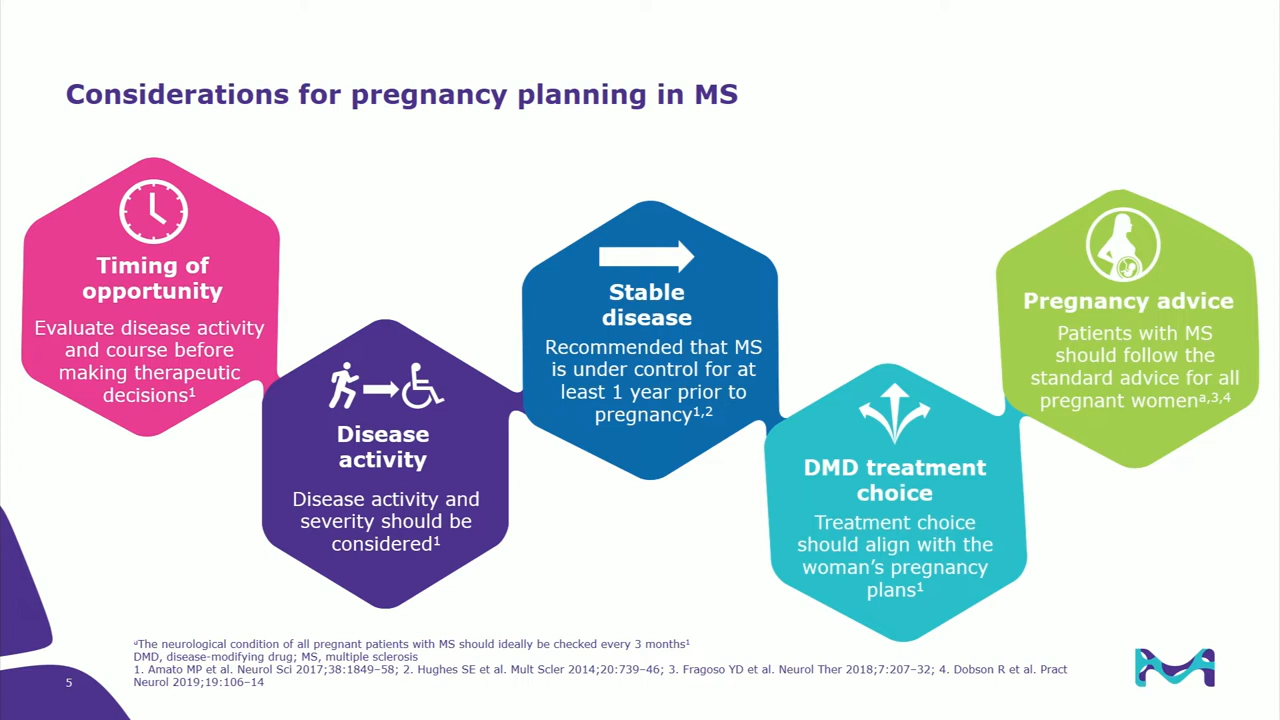 Considerations for pregnancy planning in MS
Timing of
opportunity
Evaluate disease activity
and course before
making therapeutic
decisions¹
Disease
activity
Disease activity and
severity should be
considered¹
Stable
disease
Recommended that MS
is under control for at
least 1 year prior to
pregnancy¹,²
DMD treatment
choice
Treatment choice
should align with the
woman’s pregnancy
plans¹
Pregnancy advice
Patients with MS
should follow the
standard advice for all
pregnant womenᵃ,³,⁴
ᵃThe neurological condition of all pregnant patients with MS should ideally be checked every 3 months¹
DMD, disease-modifying drug; MS, multiple sclerosis
1. Amato MP et al. Neurol Sci 2017;38:1849–58; 2. Hughes SE et al. Mult Scler 2014;20:739–46; 3. Fragoso YD et al. Neurol Ther 2018;7:207–32; 4. Dobson R et al. Pract
Neurol 2019;19:106–14
5